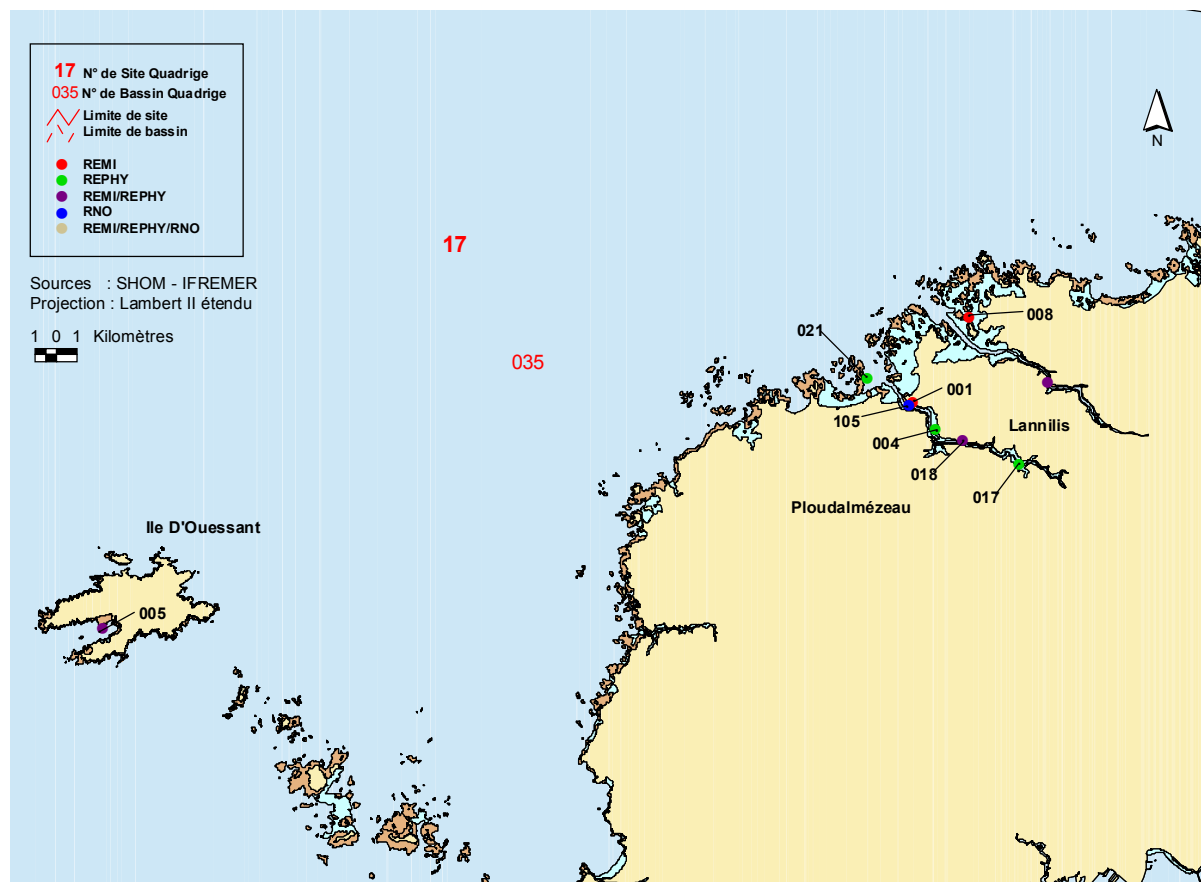 17 N° de Site Quadrige
035 N° de Bassin Quadrige
Limite de site
Limite de bassin
REMI
REPHY
REMI/REPHY
RNO
REMI/REPHY/RNO
Sources : SHOM - IFREMER
Projection : Lambert II étendu
1 0 1 Kilomètres
N
17
035
008
021
001
105
004
Lannilis
018
017
Ploudalmézeau
Ile D'Ouessant
005